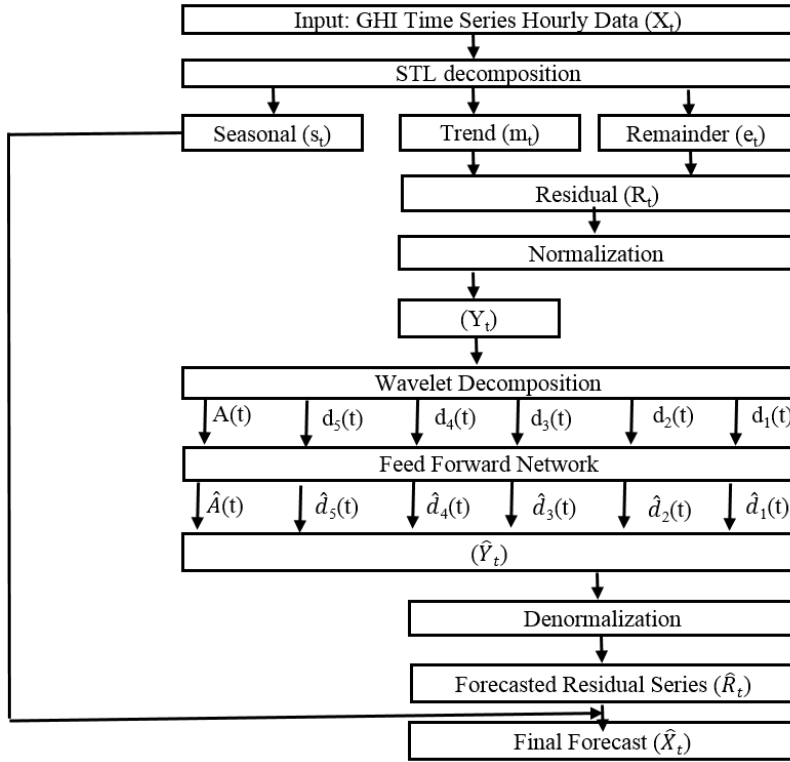 Input: GHI Time Series Hourly Data (Xₜ)
STL decomposition
Seasonal (sₜ) Trend (mₜ) Remainder (eₜ)
Residual (Rₜ)
Normalization
(Yₜ)
Wavelet Decomposition
A(t) d₅(t) d₄(t) d₃(t) d₂(t) d₁(t)
Feed Forward Network
Â(t) d̂₅(t) d̂₄(t) d̂₃(t) d̂₂(t) d̂₁(t)
(Ŷₜ)
Denormalization
Forecasted Residual Series (R̂ₜ)
Final Forecast (X̂ₜ)